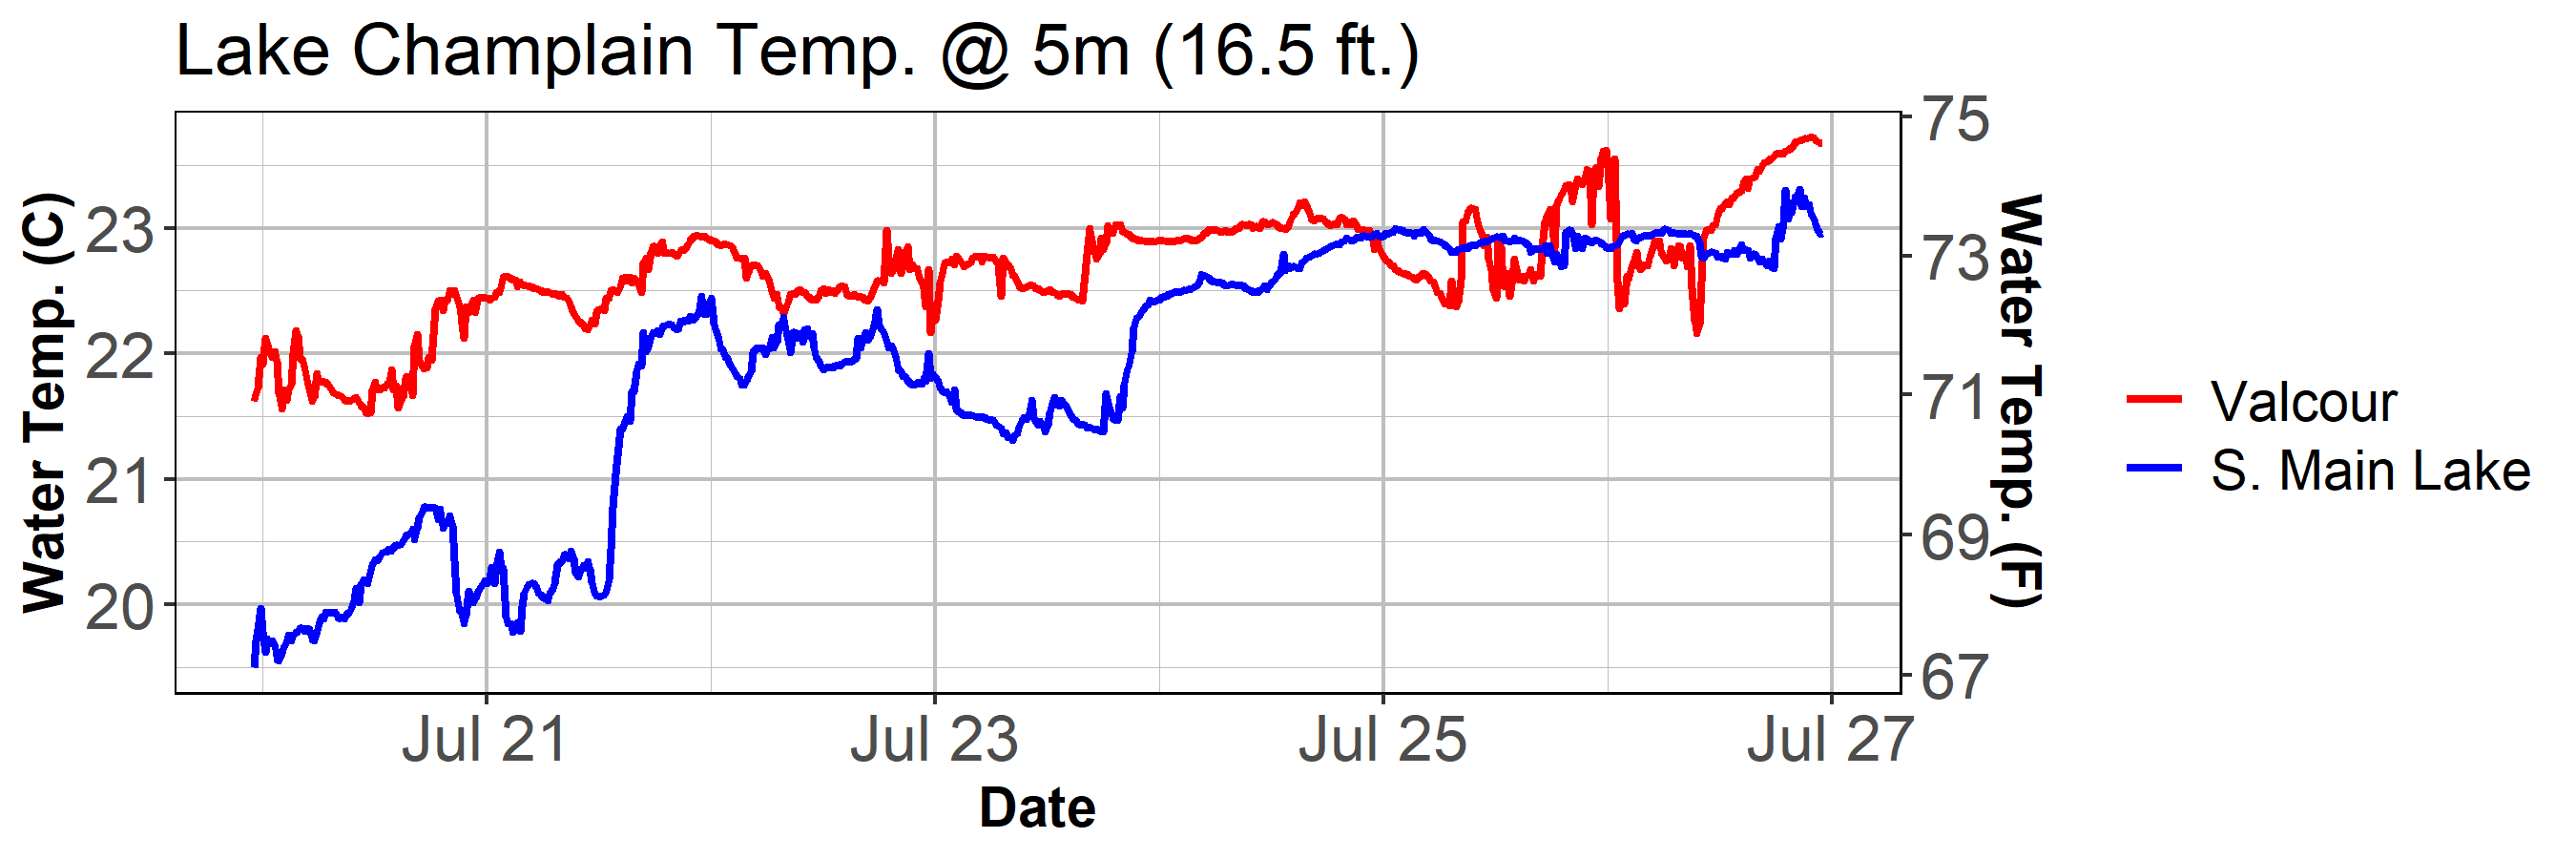 Lake Champlain Temp. @ 5m (16.5 ft.)
Water Temp. (C)
23
22
21
20
75
73
71
69
67
Water Temp. (F)
Jul 21
Jul 23
Jul 25
Jul 27
Date
Valcour
S. Main Lake